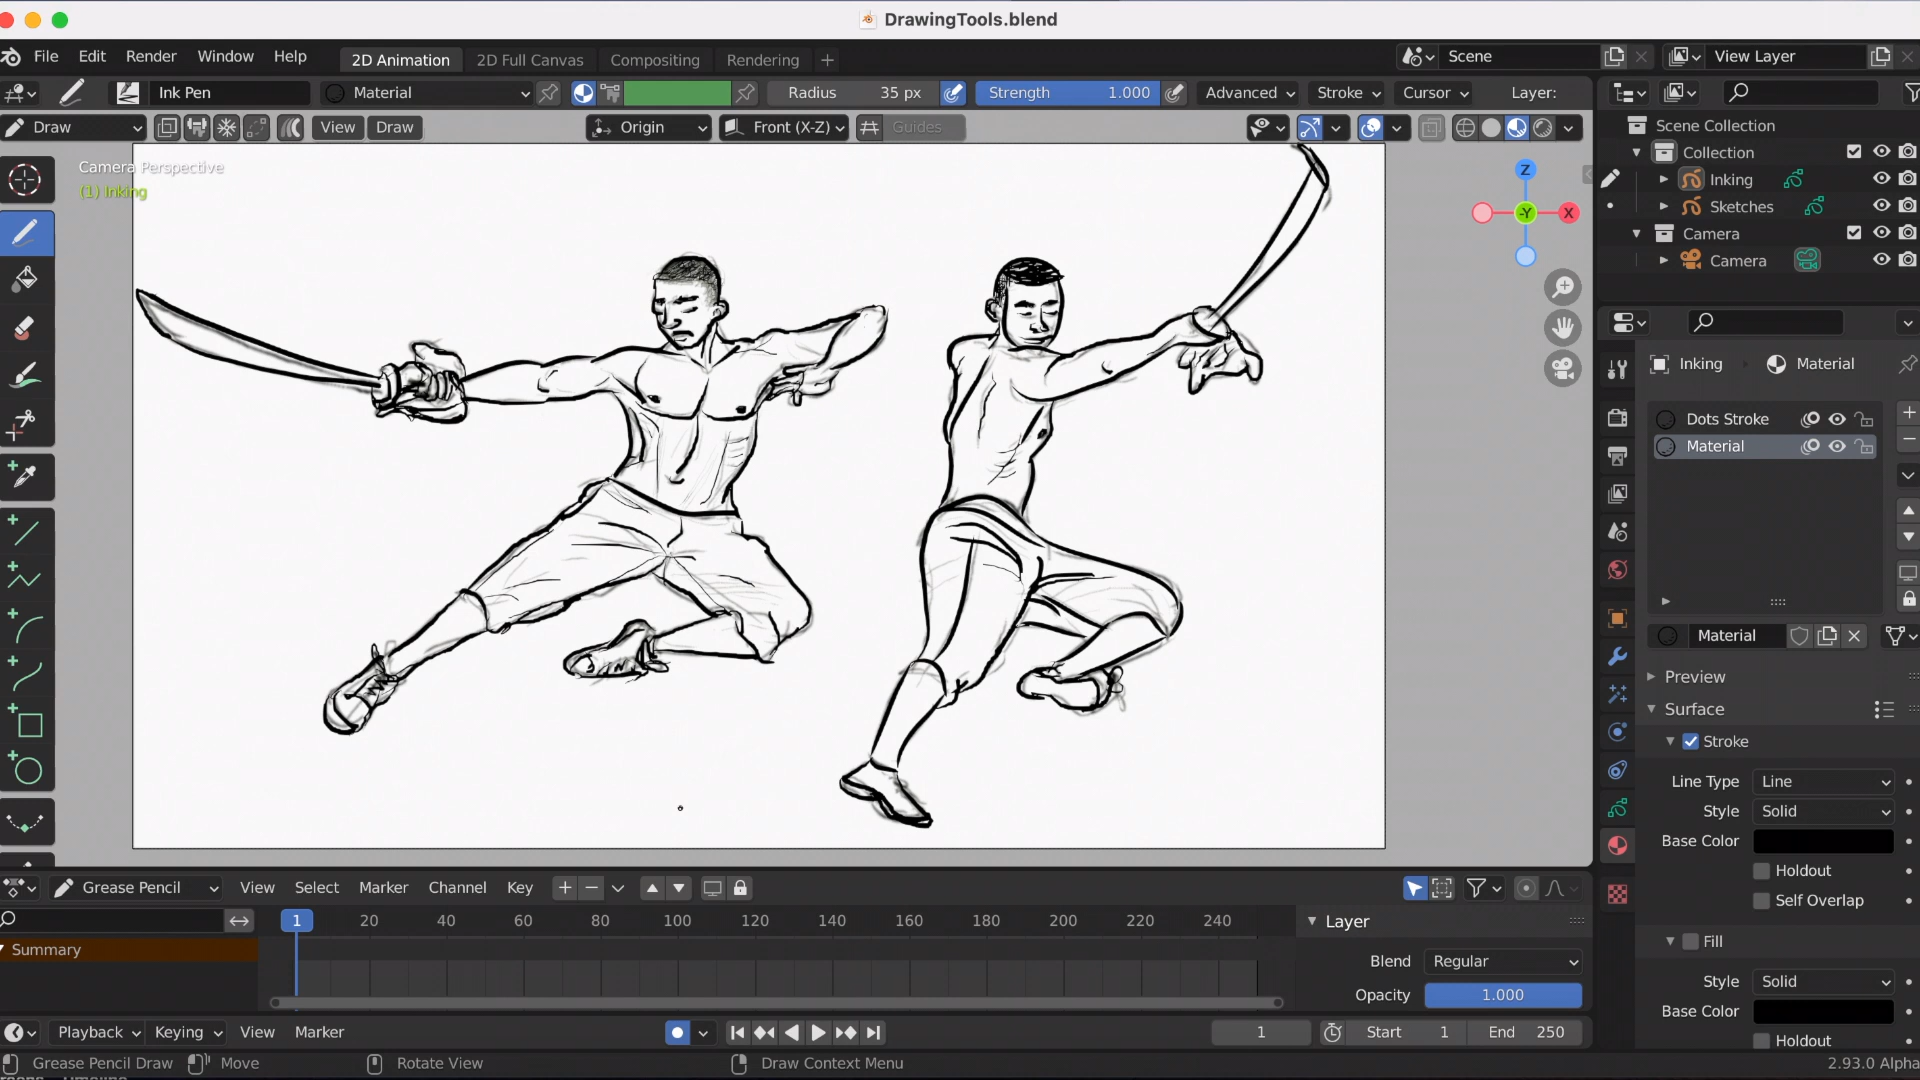 DrawingTools.blend
File Edit Render Window Help 2D Animation 2D Full Canvas Compositing Rendering + Scene View Layer
Ink Pen Material Radius 35 px Strength 1.000 Advanced Stroke Cursor Layer:
Draw View Draw Origin Front (X-Z) Guides
Camera Perspective
(1) Inking
Z
-Y X
Scene Collection
Collection
Inking
Sketches
Camera
Camera
Inking Material
Dots Stroke
Material
Material
Preview
Surface
Stroke
Line Type Line
Style Solid
Base Color
Holdout
Self Overlap
Fill
Style Solid
Base Color
Holdout
Grease Pencil View Select Marker Channel Key
1 20 40 60 80 100 120 140 160 180 200 220 240
Layer
Summary
Blend Regular
Opacity 1.000
Playback Keying View Marker 1 Start 1 End 250
Grease Pencil Draw Move Rotate View Draw Context Menu 2.93.0 Alpha